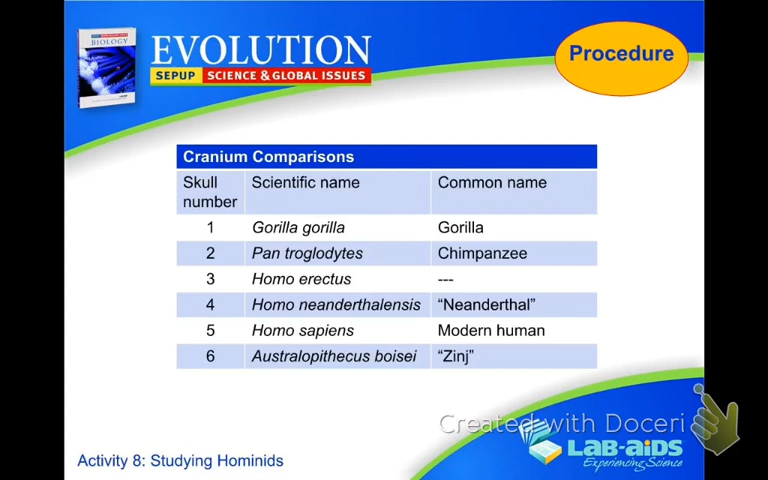 BIOLOGY
EVOLUTION
SEPUP SCIENCE & GLOBAL ISSUES
Procedure
Cranium Comparisons
Skull number Scientific name Common name
1 Gorilla gorilla Gorilla
2 Pan troglodytes Chimpanzee
3 Homo erectus ---
4 Homo neanderthalensis “Neanderthal”
5 Homo sapiens Modern human
6 Australopithecus boisei “Zinj”
Created with Doceri
LAB-AIDS
Experiencing Science
Activity 8: Studying Hominids